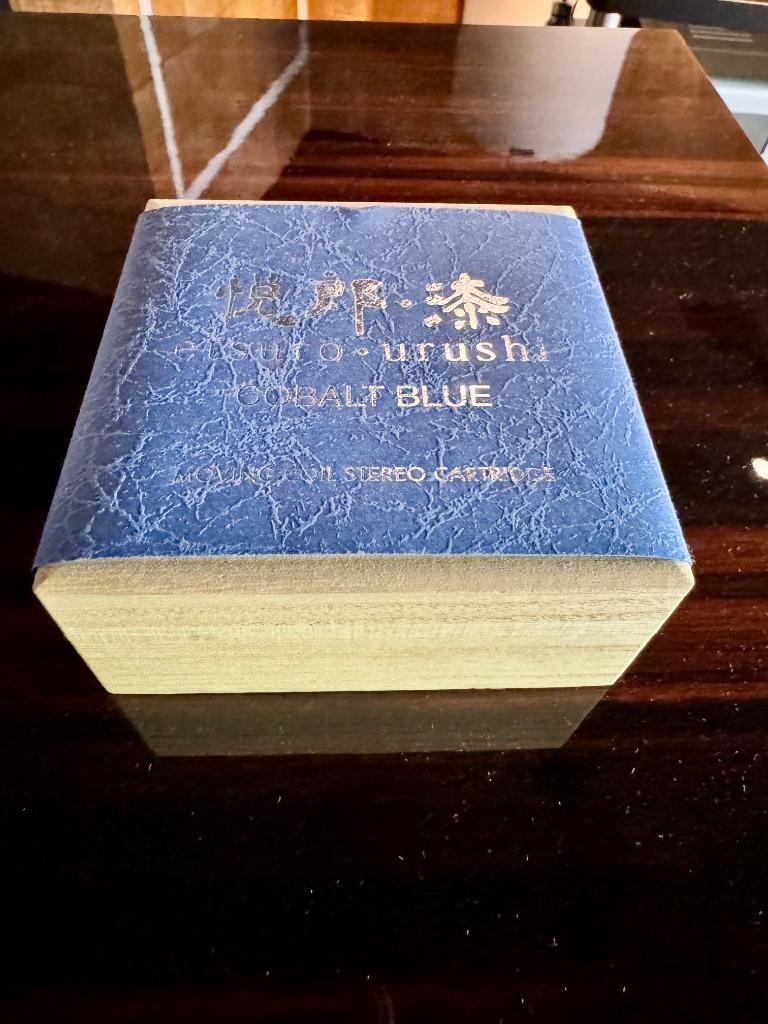 悦郎・漆
etsuro・urushi
COBALT BLUE
MOVING COIL STEREO CARTRIDGE